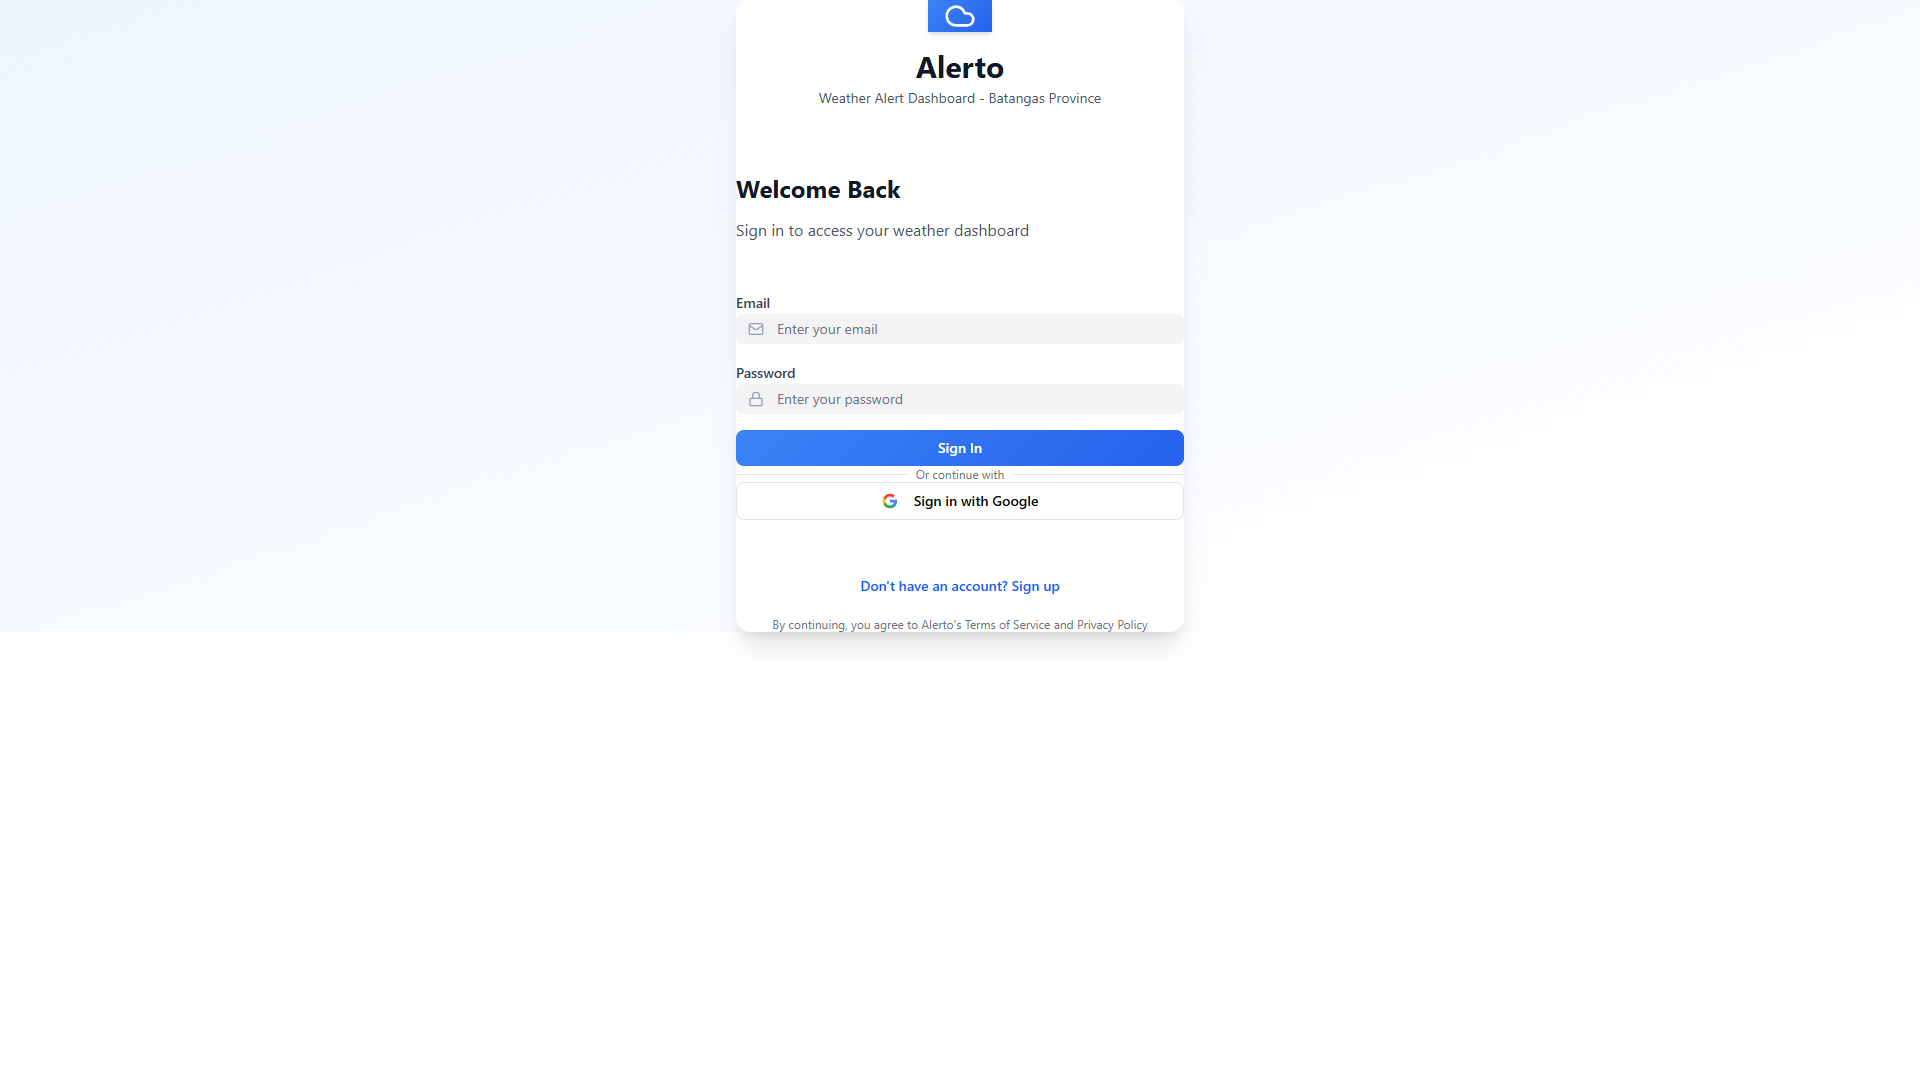 Alerto
Weather Alert Dashboard - Batangas Province
Welcome Back
Sign in to access your weather dashboard
Email
Enter your email
Password
Enter your password
Sign In
Or continue with
Sign in with Google
Don't have an account? Sign up
By continuing, you agree to Alerto's Terms of Service and Privacy Policy